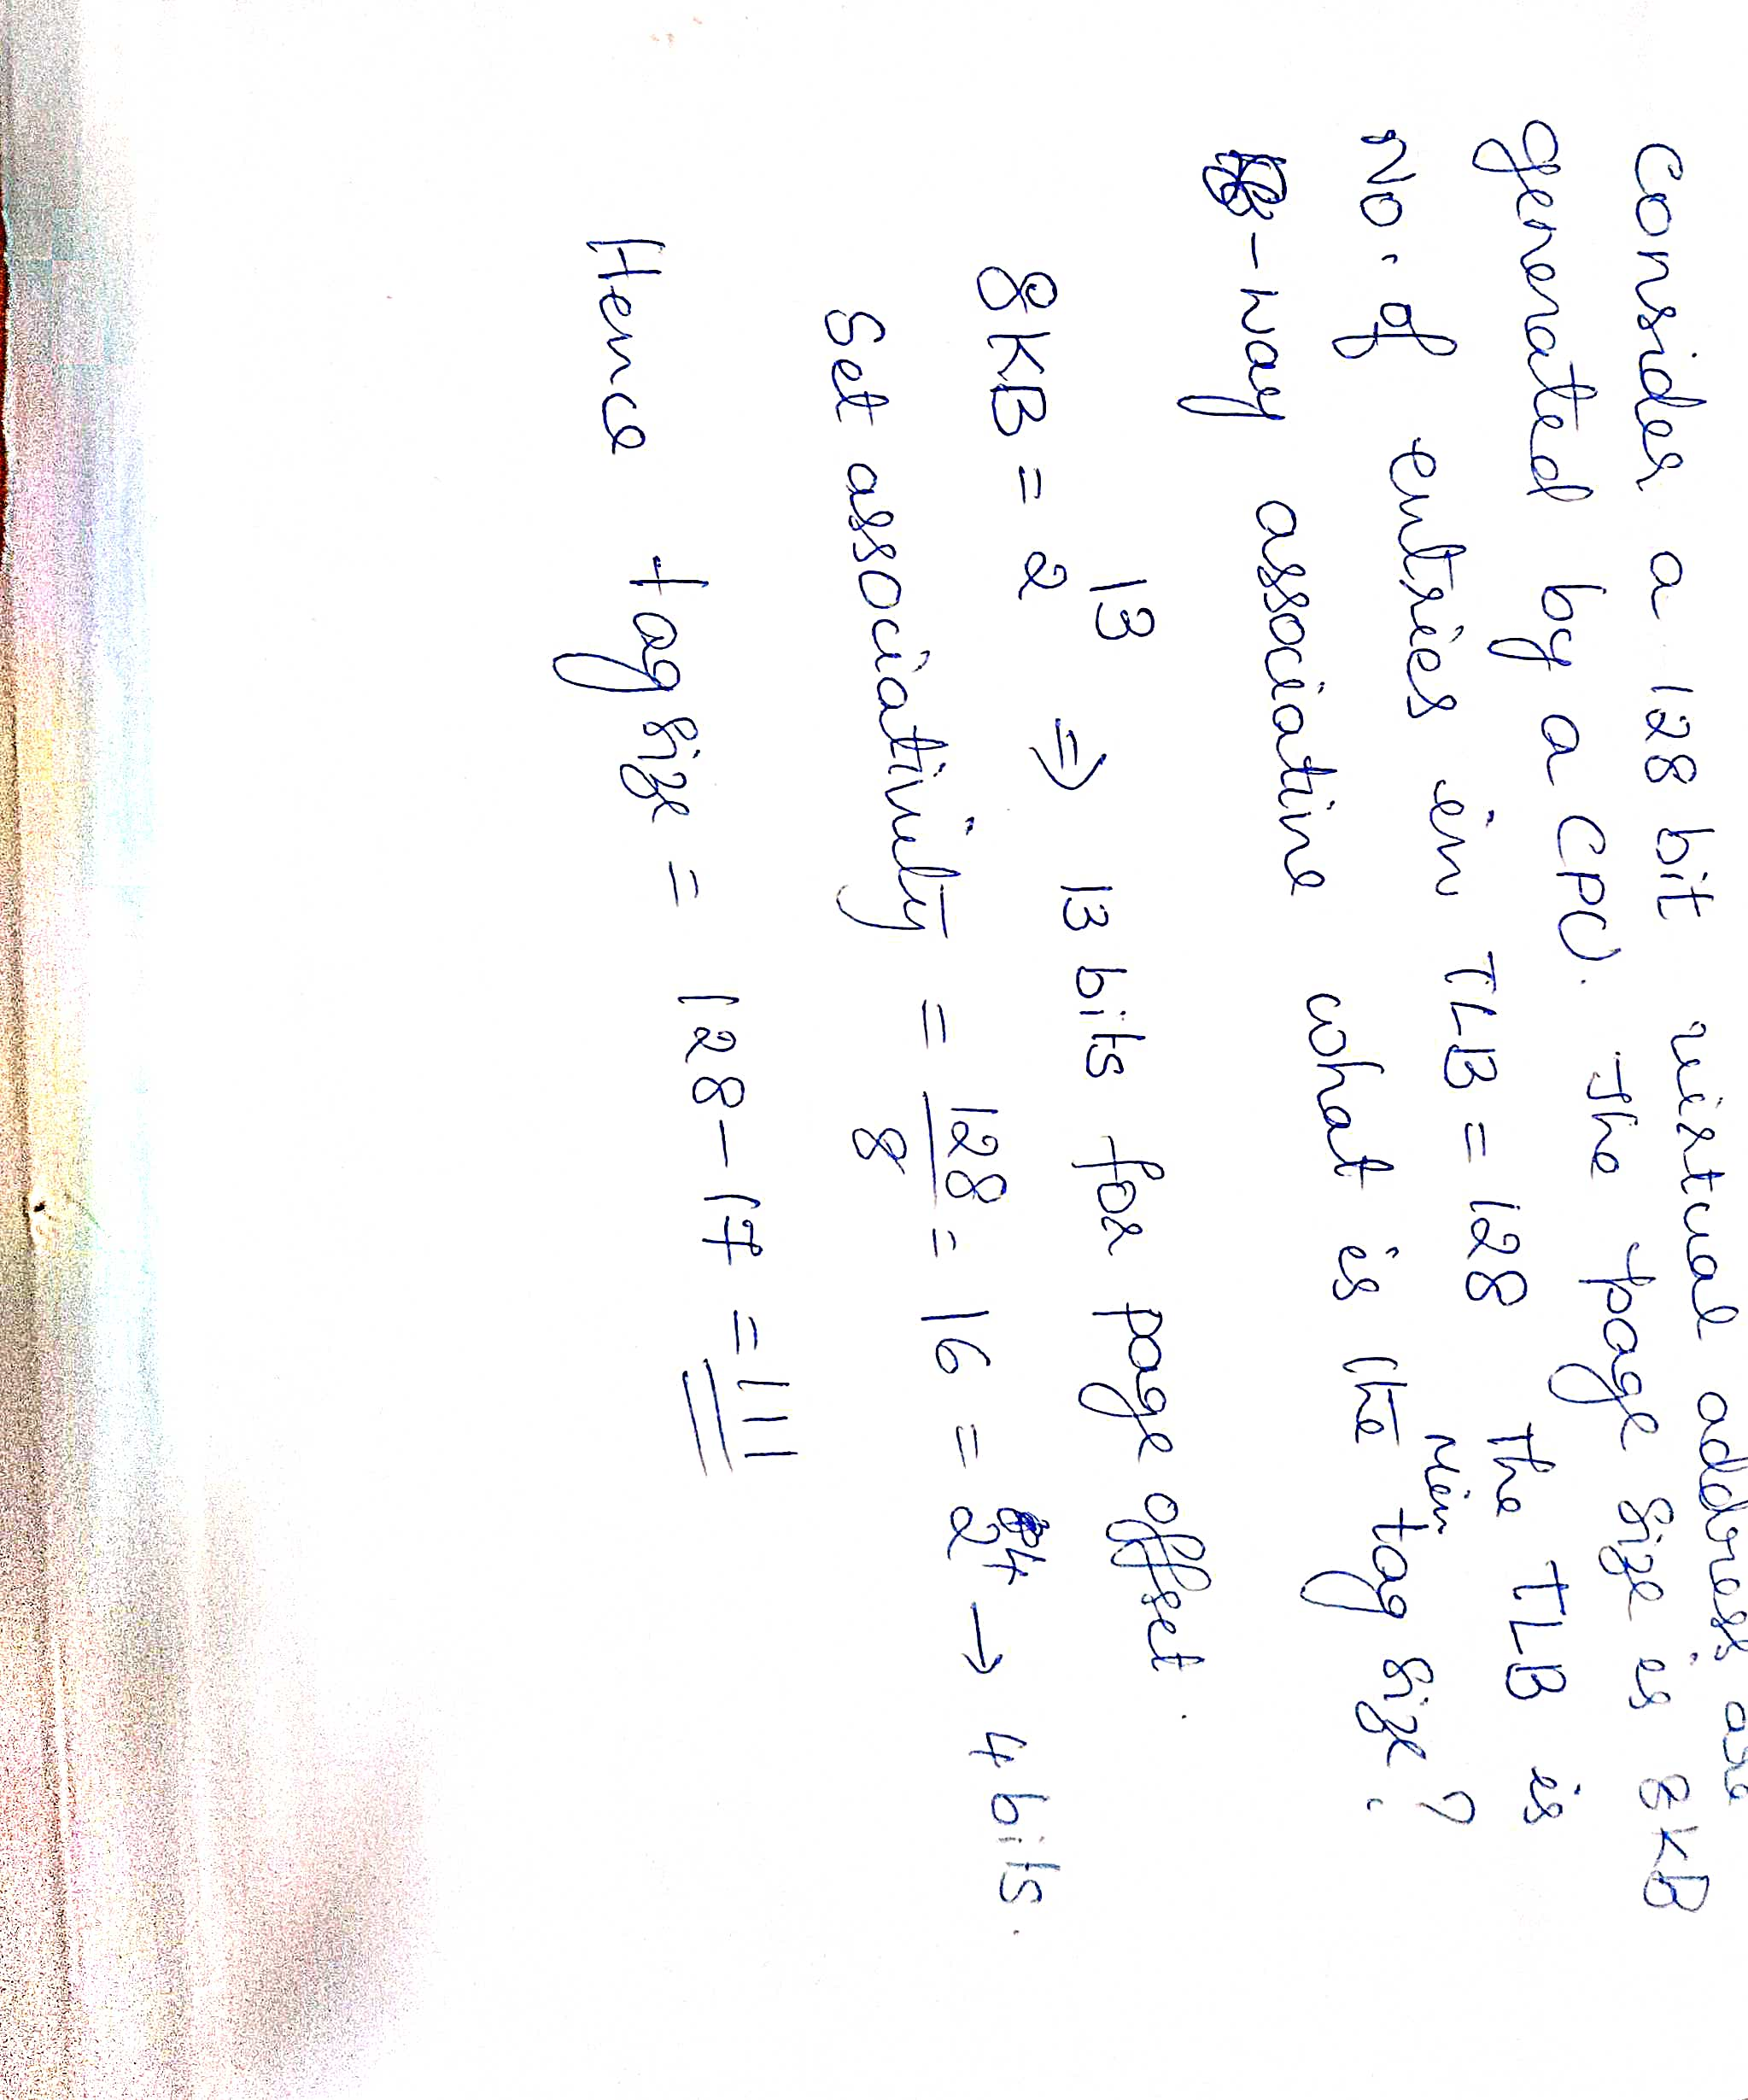 Consider a 128 bit virtual address are
generated by a CPU. The page size is 8KB
No. of entries in TLB = 128 The TLB is
-way associative what is the min tag size?
8KB = 2^13 ⇒ 13 bits for page offset.
Set associativity = 128/8 = 16 = 2^4 → 4 bits.
Hence tag size = 128 - 17 = 111